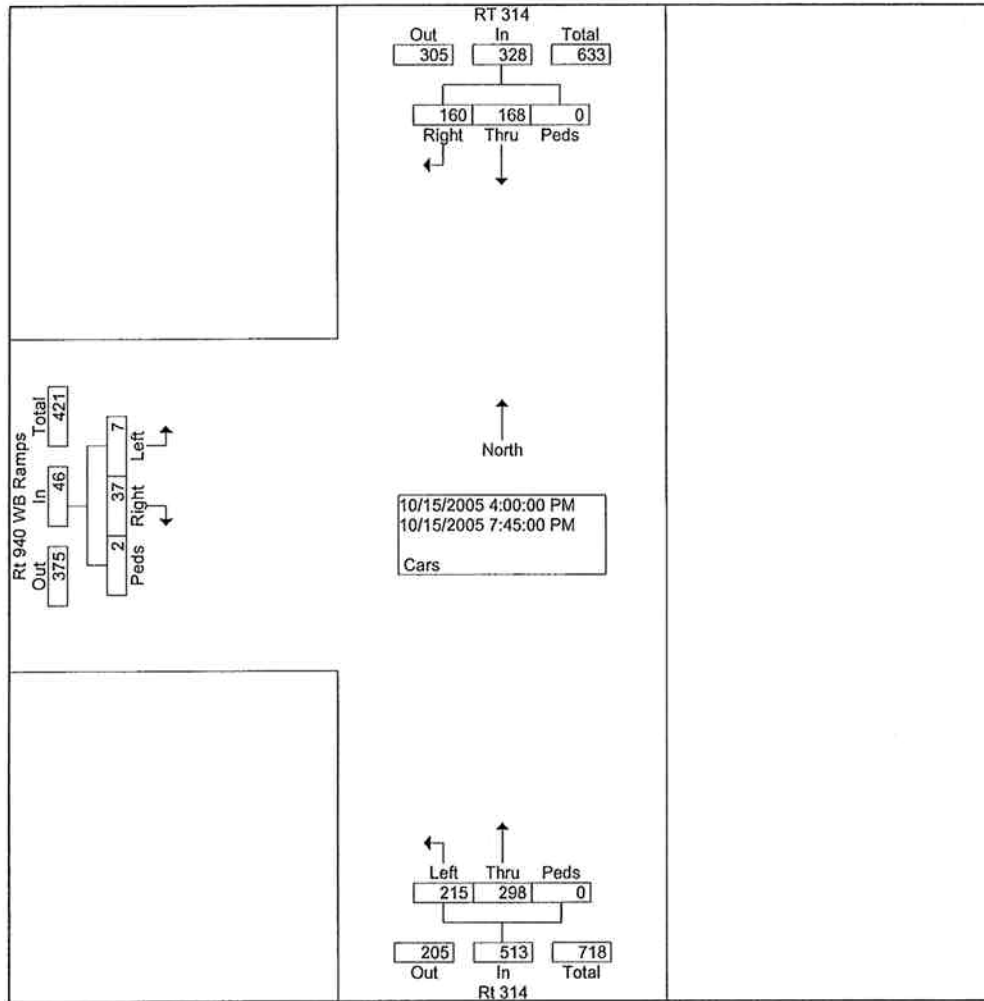 RT 314
Out In Total
305 328 633
160 168 0
Right Thru Peds
Rt 940 WB Ramps
Out In Total
375 46 421
2 37 7
Peds Right Left
North
10/15/2005 4:00:00 PM
10/15/2005 7:45:00 PM
Cars
Left Thru Peds
215 298 0
205 513 718
Out In Total
Rt 314